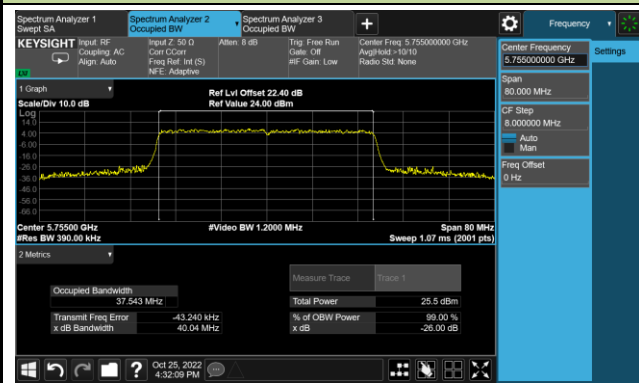 Spectrum Analyzer 1
Swept SA
Spectrum Analyzer 2
Occupied BW
Spectrum Analyzer 3
Occupied BW
+
Frequency
KEYSIGHT
Input: RF
Coupling: AC
Align: Auto
Input Z: 50 Ω
Corr CCorr
Freq Ref: Int (S)
NFE: Adaptive
Atten: 8 dB
Trig: Free Run
Gate: Off
#IF Gain: Low
Center Freq: 5.755000000 GHz
Avg|Hold:>10/10
Radio Std: None
Center Frequency
5.755000000 GHz
Settings
Span
80.000 MHz
CF Step
8.000000 MHz
Auto
Man
Freq Offset
0 Hz
1 Graph
Scale/Div 10.0 dB
Ref Lvl Offset 22.40 dB
Ref Value 24.00 dBm
Log
14.0
4.00
-6.00
-16.0
-26.0
-36.0
-46.0
-56.0
-66.0
Center 5.75500 GHz
#Res BW 390.00 kHz
#Video BW 1.2000 MHz
Span 80 MHz
Sweep 1.07 ms (2001 pts)
2 Metrics
Measure Trace
Trace 1
Occupied Bandwidth
37.543 MHz
Total Power
25.5 dBm
Transmit Freq Error
-43.240 kHz
% of OBW Power
99.00 %
x dB Bandwidth
40.04 MHz
x dB
-26.00 dB
?
Oct 25, 2022
4:32:09 PM